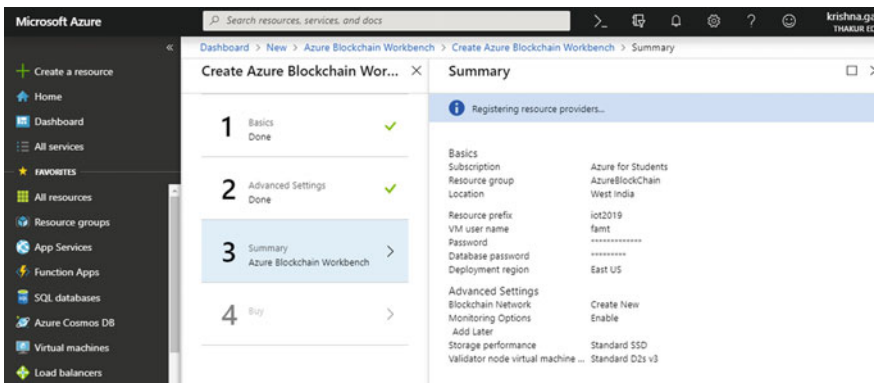 Microsoft Azure
Search resources, services, and docs
krishna.ga
THAKUR ED
«
Create a resource
Home
Dashboard
All services
FAVORITES
All resources
Resource groups
App Services
Function Apps
SQL databases
Azure Cosmos DB
Virtual machines
Load balancers
Dashboard > New > Azure Blockchain Workbench > Create Azure Blockchain Workbench > Summary
Create Azure Blockchain Wor...
1 Basics
Done
2 Advanced Settings
Done
3 Summary
Azure Blockchain Workbench
4 Buy
Summary
Registering resource providers...
Basics
Subscription Azure for Students
Resource group AzureBlockChain
Location West India
Resource prefix iot2019
VM user name famt
Password *************
Database password *********
Deployment region East US
Advanced Settings
Blockchain Network Create New
Monitoring Options Enable
Add Later
Storage performance Standard SSD
Validator node virtual machine ... Standard D2s v3